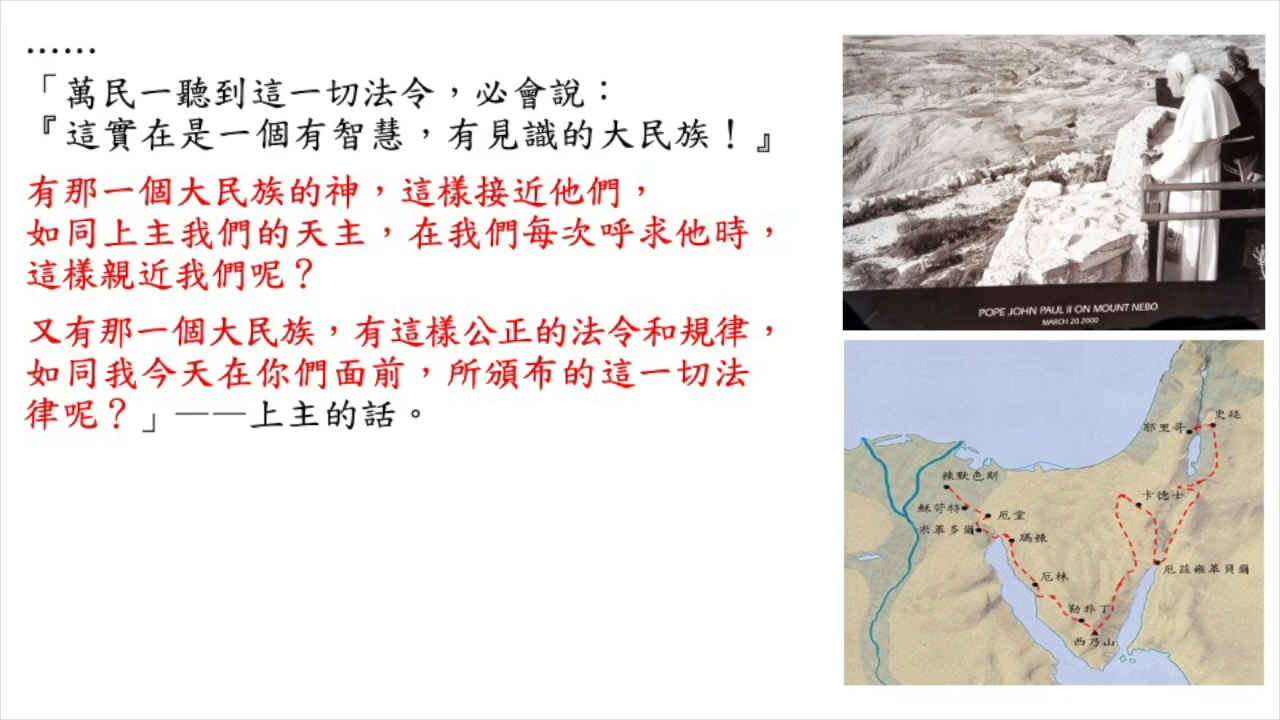 ……
「萬民一聽到這一切法令，必會說：
『這實在是一個有智慧，有見識的大民族！』
有那一個大民族的神，這樣接近他們，
如同上主我們的天主，在我們每次呼求他時，
這樣親近我們呢？
又有那一個大民族，有這樣公正的法令和規律，
如同我今天在你們面前，所頒布的這一切法
律呢？」——上主的話。
POPE JOHN PAUL II ON MOUNT NEBO
MARCH 20.2000
史廷
耶里哥
辣默色斯
卡德士
穌苛特
厄堂
米革多爾
瑪辣
厄茲雍革貝爾
厄林
勒非丁
西乃山